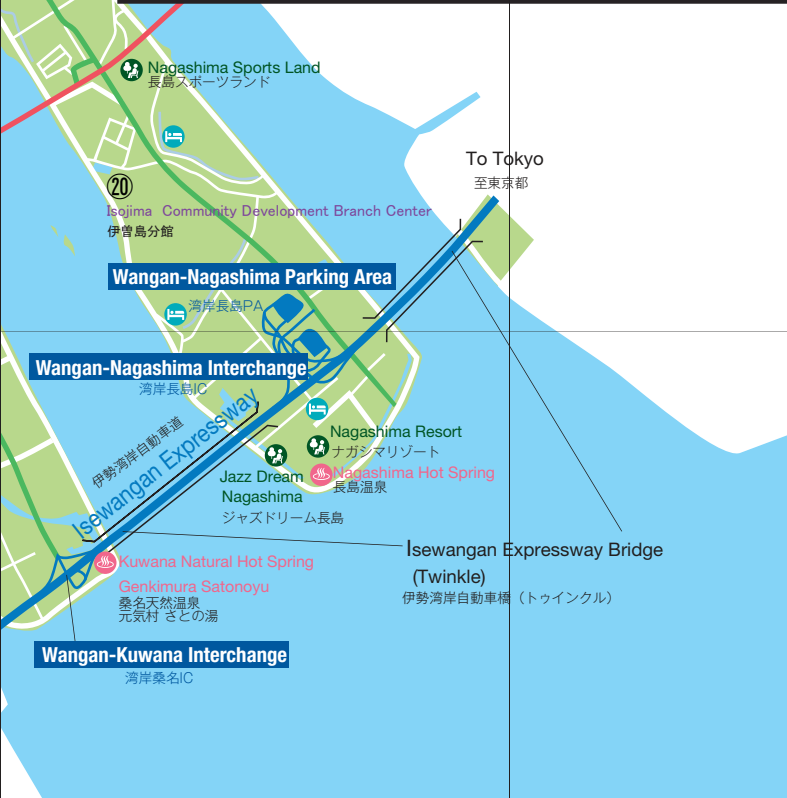 Nagashima Sports Land
長島スポーツランド
To Tokyo
至東京都
⑳
Isojima Community Development Branch Center
伊曽島分館
Wangan-Nagashima Parking Area
湾岸長島PA
Wangan-Nagashima Interchange
湾岸長島IC
伊勢湾岸自動車道
Isewangan Expressway
Nagashima Resort
ナガシマリゾート
Jazz Dream
Nagashima
ジャズドリーム長島
Nagashima Hot Spring
長島温泉
Isewangan Expressway Bridge
(Twinkle)
伊勢湾岸自動車橋（トゥインクル）
Kuwana Natural Hot Spring
Genkimura Satonoyu
桑名天然温泉
元気村 さとの湯
Wangan-Kuwana Interchange
湾岸桑名IC